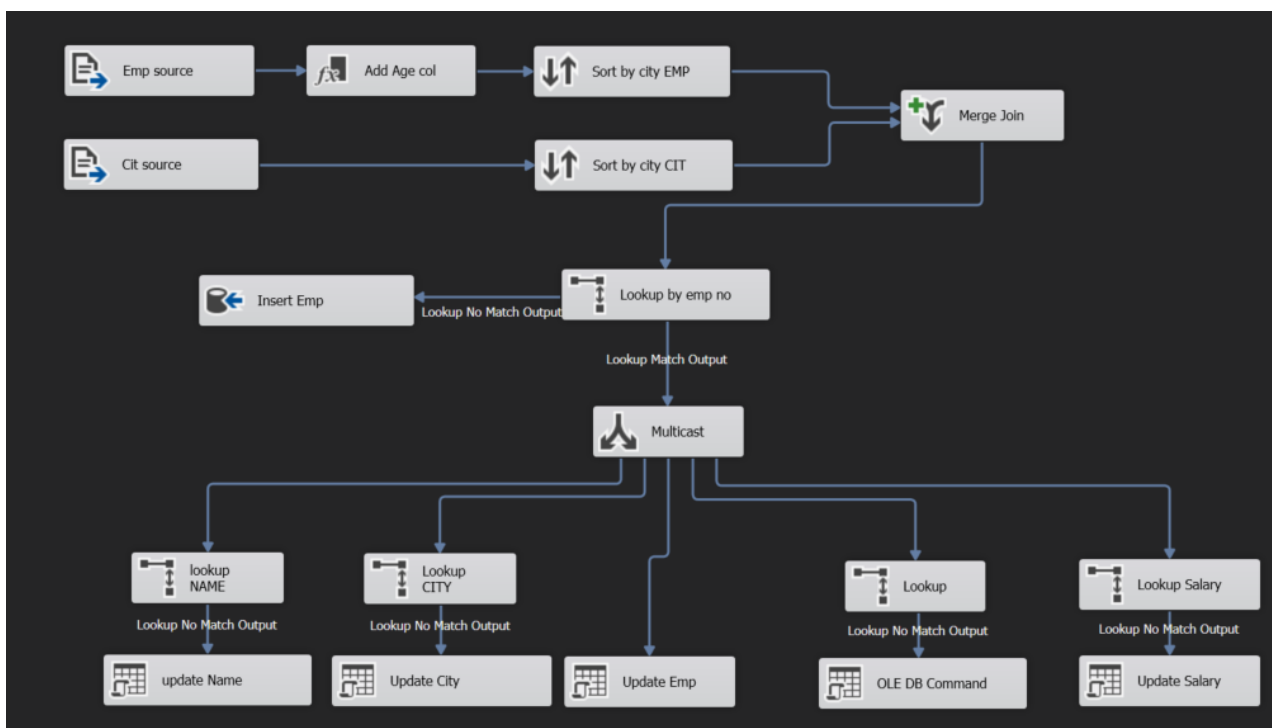 Emp source
Add Age col
Sort by city EMP
Merge Join
Cit source
Sort by city CIT
Insert Emp
Lookup No Match Output
Lookup by emp no
Lookup Match Output
Multicast
lookup
NAME
Lookup
CITY
Lookup
Lookup Salary
Lookup No Match Output
Lookup No Match Output
Lookup No Match Output
Lookup No Match Output
update Name
Update City
Update Emp
OLE DB Command
Update Salary